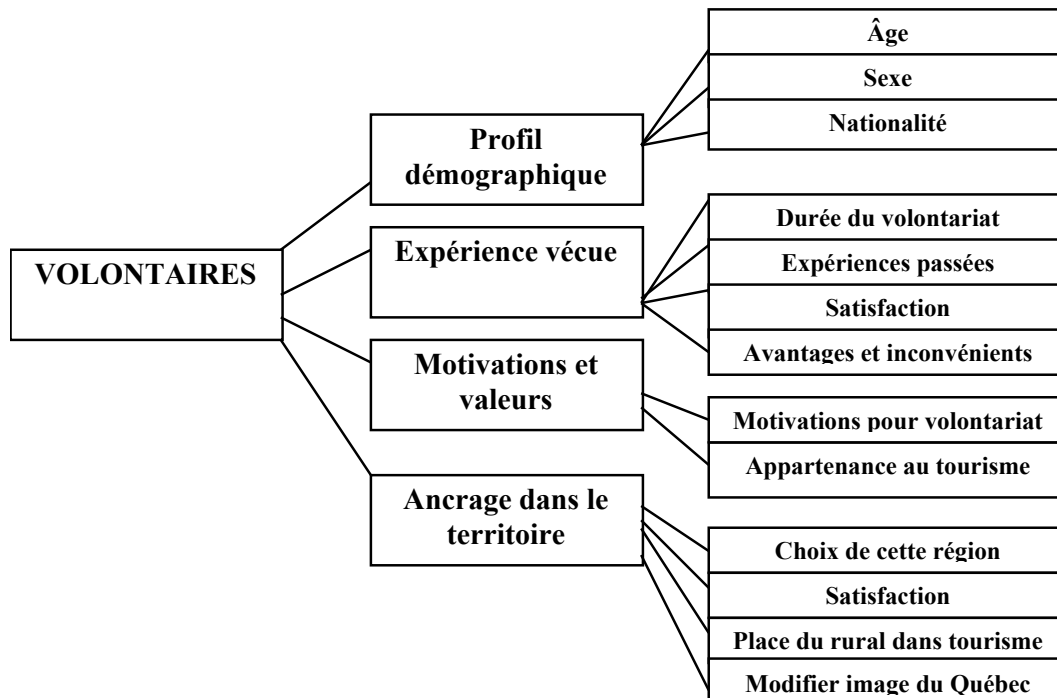 VOLONTAIRES
Profil
démographique
Âge
Sexe
Nationalité
Expérience vécue
Durée du volontariat
Expériences passées
Satisfaction
Avantages et inconvénients
Motivations et
valeurs
Motivations pour volontariat
Appartenance au tourisme
Ancrage dans le
territoire
Choix de cette région
Satisfaction
Place du rural dans tourisme
Modifier image du Québec